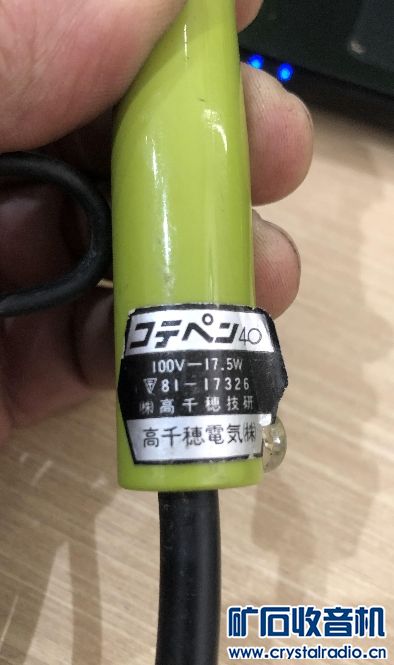 コテペン40
100V-17.5W
▽81-17326
(株)高千穂技研
高千穂電気(株)
矿石收音机
www.crystalradio.cn